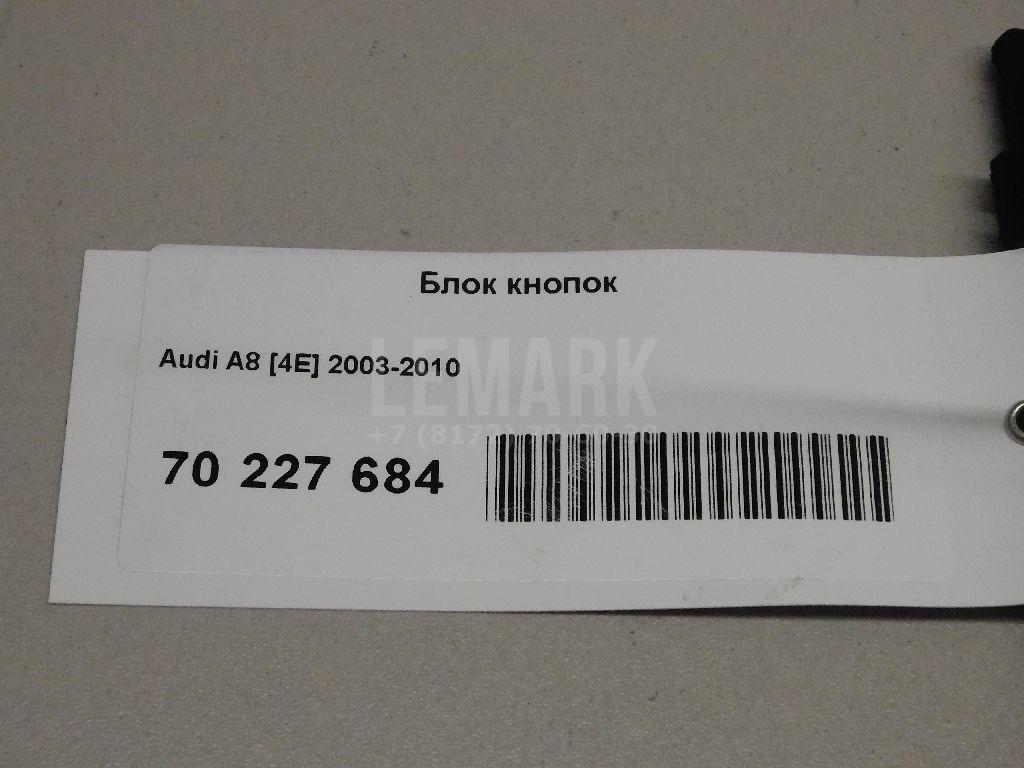 Блок кнопок
Audi A8 [4E] 2003-2010
LEMARK
70 227 684